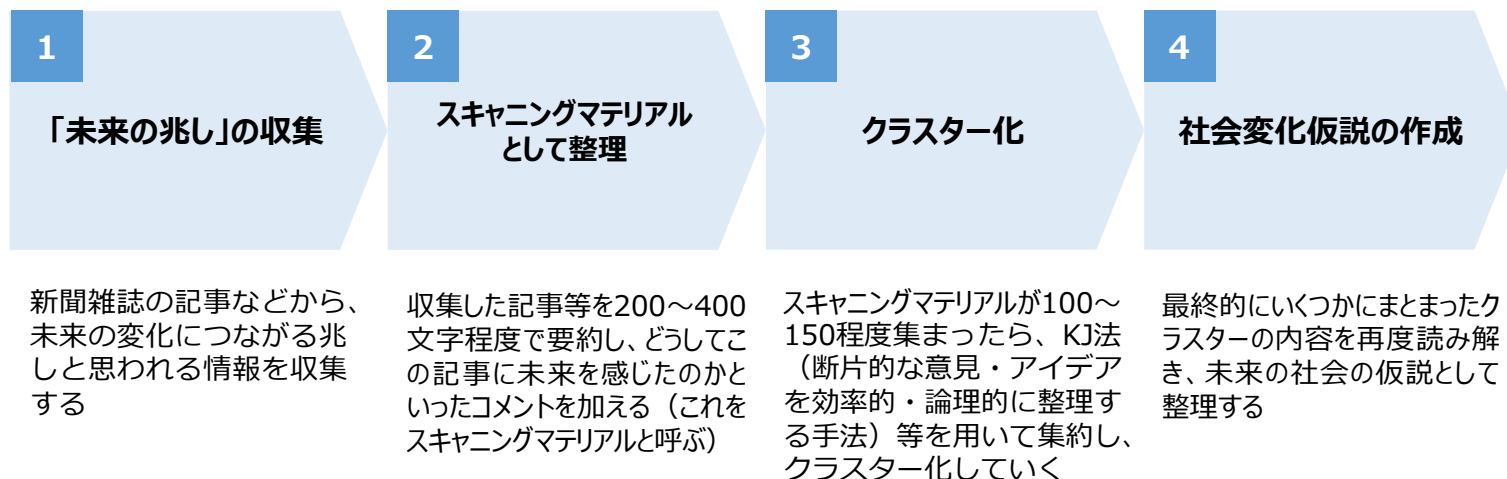 1
「未来の兆し」の収集
新聞雑誌の記事などから、
未来の変化につながる兆
しと思われる情報を収集
する
2
スキャニングマテリアル
として整理
収集した記事等を200～400
文字程度で要約し、どうしてこ
の記事に未来を感じたのかと
いったコメントを加える（これを
スキャニングマテリアルと呼ぶ）
3
クラスター化
スキャニングマテリアルが100～
150程度集まったら、KJ法
（断片的な意見・アイデア
を効率的・論理的に整理す
る手法）等を用いて集約し、
クラスター化していく
4
社会変化仮説の作成
最終的にいくつかにまとまったク
ラスターの内容を再度読み解
き、未来の社会の仮説として
整理する